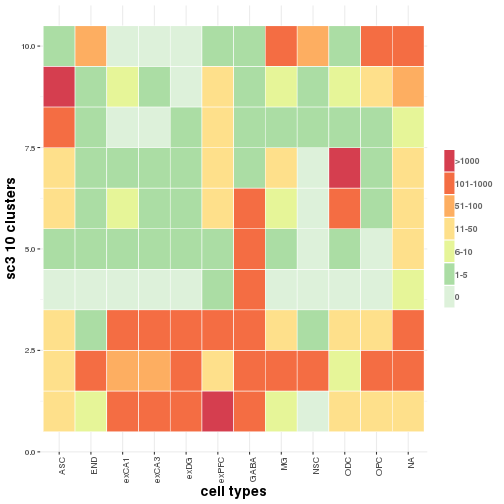 10.0
7.5
5.0
2.5
0.0
sc3 10 clusters
ASC
END
exCA1
exCA3
exDG
exPFC
GABA
MG
NSC
ODC
OPC
NA
cell types
>1000
101-1000
51-100
11-50
6-10
1-5
0